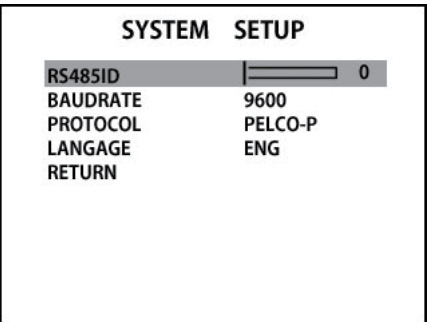 SYSTEM SETUP
RS485ID 0
BAUDRATE 9600
PROTOCOL PELCO-P
LANGAGE ENG
RETURN